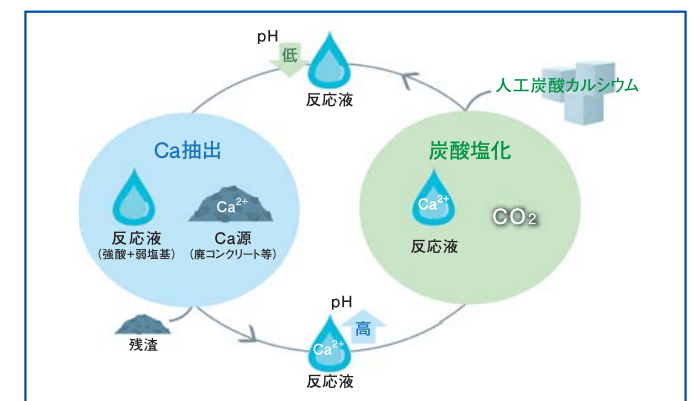 pH
低
反応液
人工炭酸カルシウム
Ca抽出
Ca²⁺
反応液
(強酸+弱塩基)
Ca源
(廃コンクリート等)
炭酸塩化
Ca²⁺
CO₂
反応液
残渣
pH
高
Ca²⁺
反応液